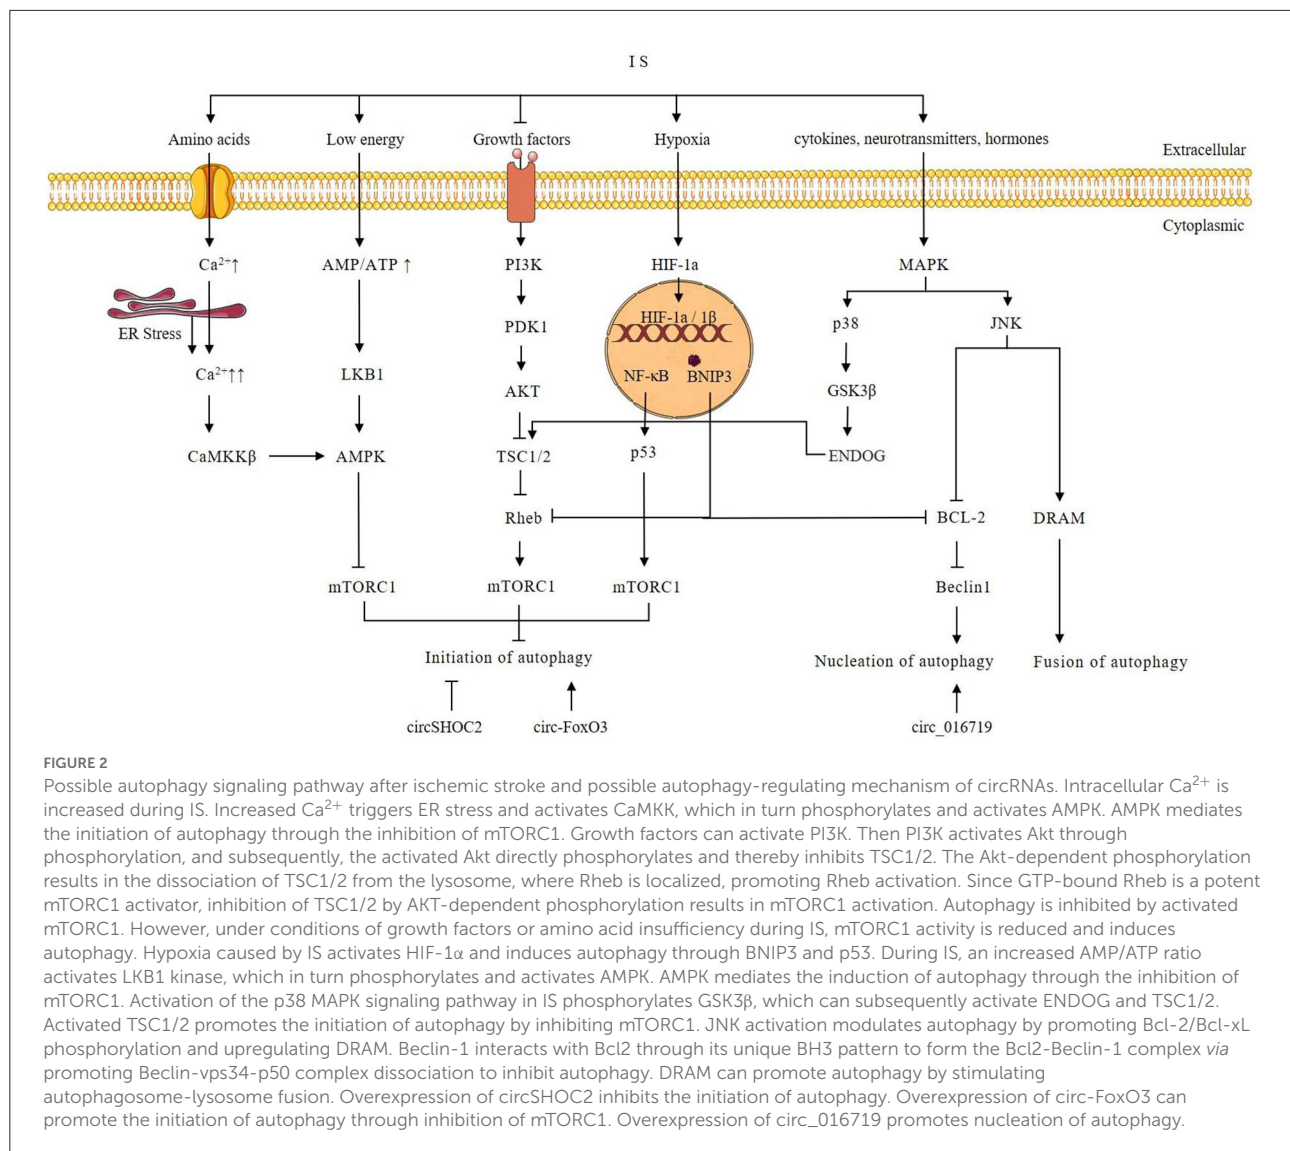 I S
Amino acids
Low energy
Growth factors
Hypoxia
cytokines, neurotransmitters, hormones
Extracellular
Cytoplasmic
Ca²⁺↑
AMP/ATP ↑
PI3K
HIF-1a
MAPK
ER Stress
PDK1
HIF-1a / 1β
p38
JNK
Ca²⁺↑↑
LKB1
AKT
NF-κB
BNIP3
GSK3β
CaMKKβ
AMPK
TSC1/2
p53
ENDOG
Rheb
BCL-2
DRAM
mTORC1
mTORC1
mTORC1
Beclin1
Initiation of autophagy
Nucleation of autophagy
Fusion of autophagy
circSHOC2
circ-FoxO3
circ_016719
FIGURE 2
Possible autophagy signaling pathway after ischemic stroke and possible autophagy-regulating mechanism of circRNAs. Intracellular Ca²⁺ is
increased during IS. Increased Ca²⁺ triggers ER stress and activates CaMKK, which in turn phosphorylates and activates AMPK. AMPK mediates
the initiation of autophagy through the inhibition of mTORC1. Growth factors can activate PI3K. Then PI3K activates Akt through
phosphorylation, and subsequently, the activated Akt directly phosphorylates and thereby inhibits TSC1/2. The Akt-dependent phosphorylation
results in the dissociation of TSC1/2 from the lysosome, where Rheb is localized, promoting Rheb activation. Since GTP-bound Rheb is a potent
mTORC1 activator, inhibition of TSC1/2 by AKT-dependent phosphorylation results in mTORC1 activation. Autophagy is inhibited by activated
mTORC1. However, under conditions of growth factors or amino acid insufficiency during IS, mTORC1 activity is reduced and induces
autophagy. Hypoxia caused by IS activates HIF-1α and induces autophagy through BNIP3 and p53. During IS, an increased AMP/ATP ratio
activates LKB1 kinase, which in turn phosphorylates and activates AMPK. AMPK mediates the induction of autophagy through the inhibition of
mTORC1. Activation of the p38 MAPK signaling pathway in IS phosphorylates GSK3β, which can subsequently activate ENDOG and TSC1/2.
Activated TSC1/2 promotes the initiation of autophagy by inhibiting mTORC1. JNK activation modulates autophagy by promoting Bcl-2/Bcl-xL
phosphorylation and upregulating DRAM. Beclin-1 interacts with Bcl2 through its unique BH3 pattern to form the Bcl2-Beclin-1 complex via
promoting Beclin-vps34-p50 complex dissociation to inhibit autophagy. DRAM can promote autophagy by stimulating
autophagosome-lysosome fusion. Overexpression of circSHOC2 inhibits the initiation of autophagy. Overexpression of circ-FoxO3 can
promote the initiation of autophagy through inhibition of mTORC1. Overexpression of circ_016719 promotes nucleation of autophagy.